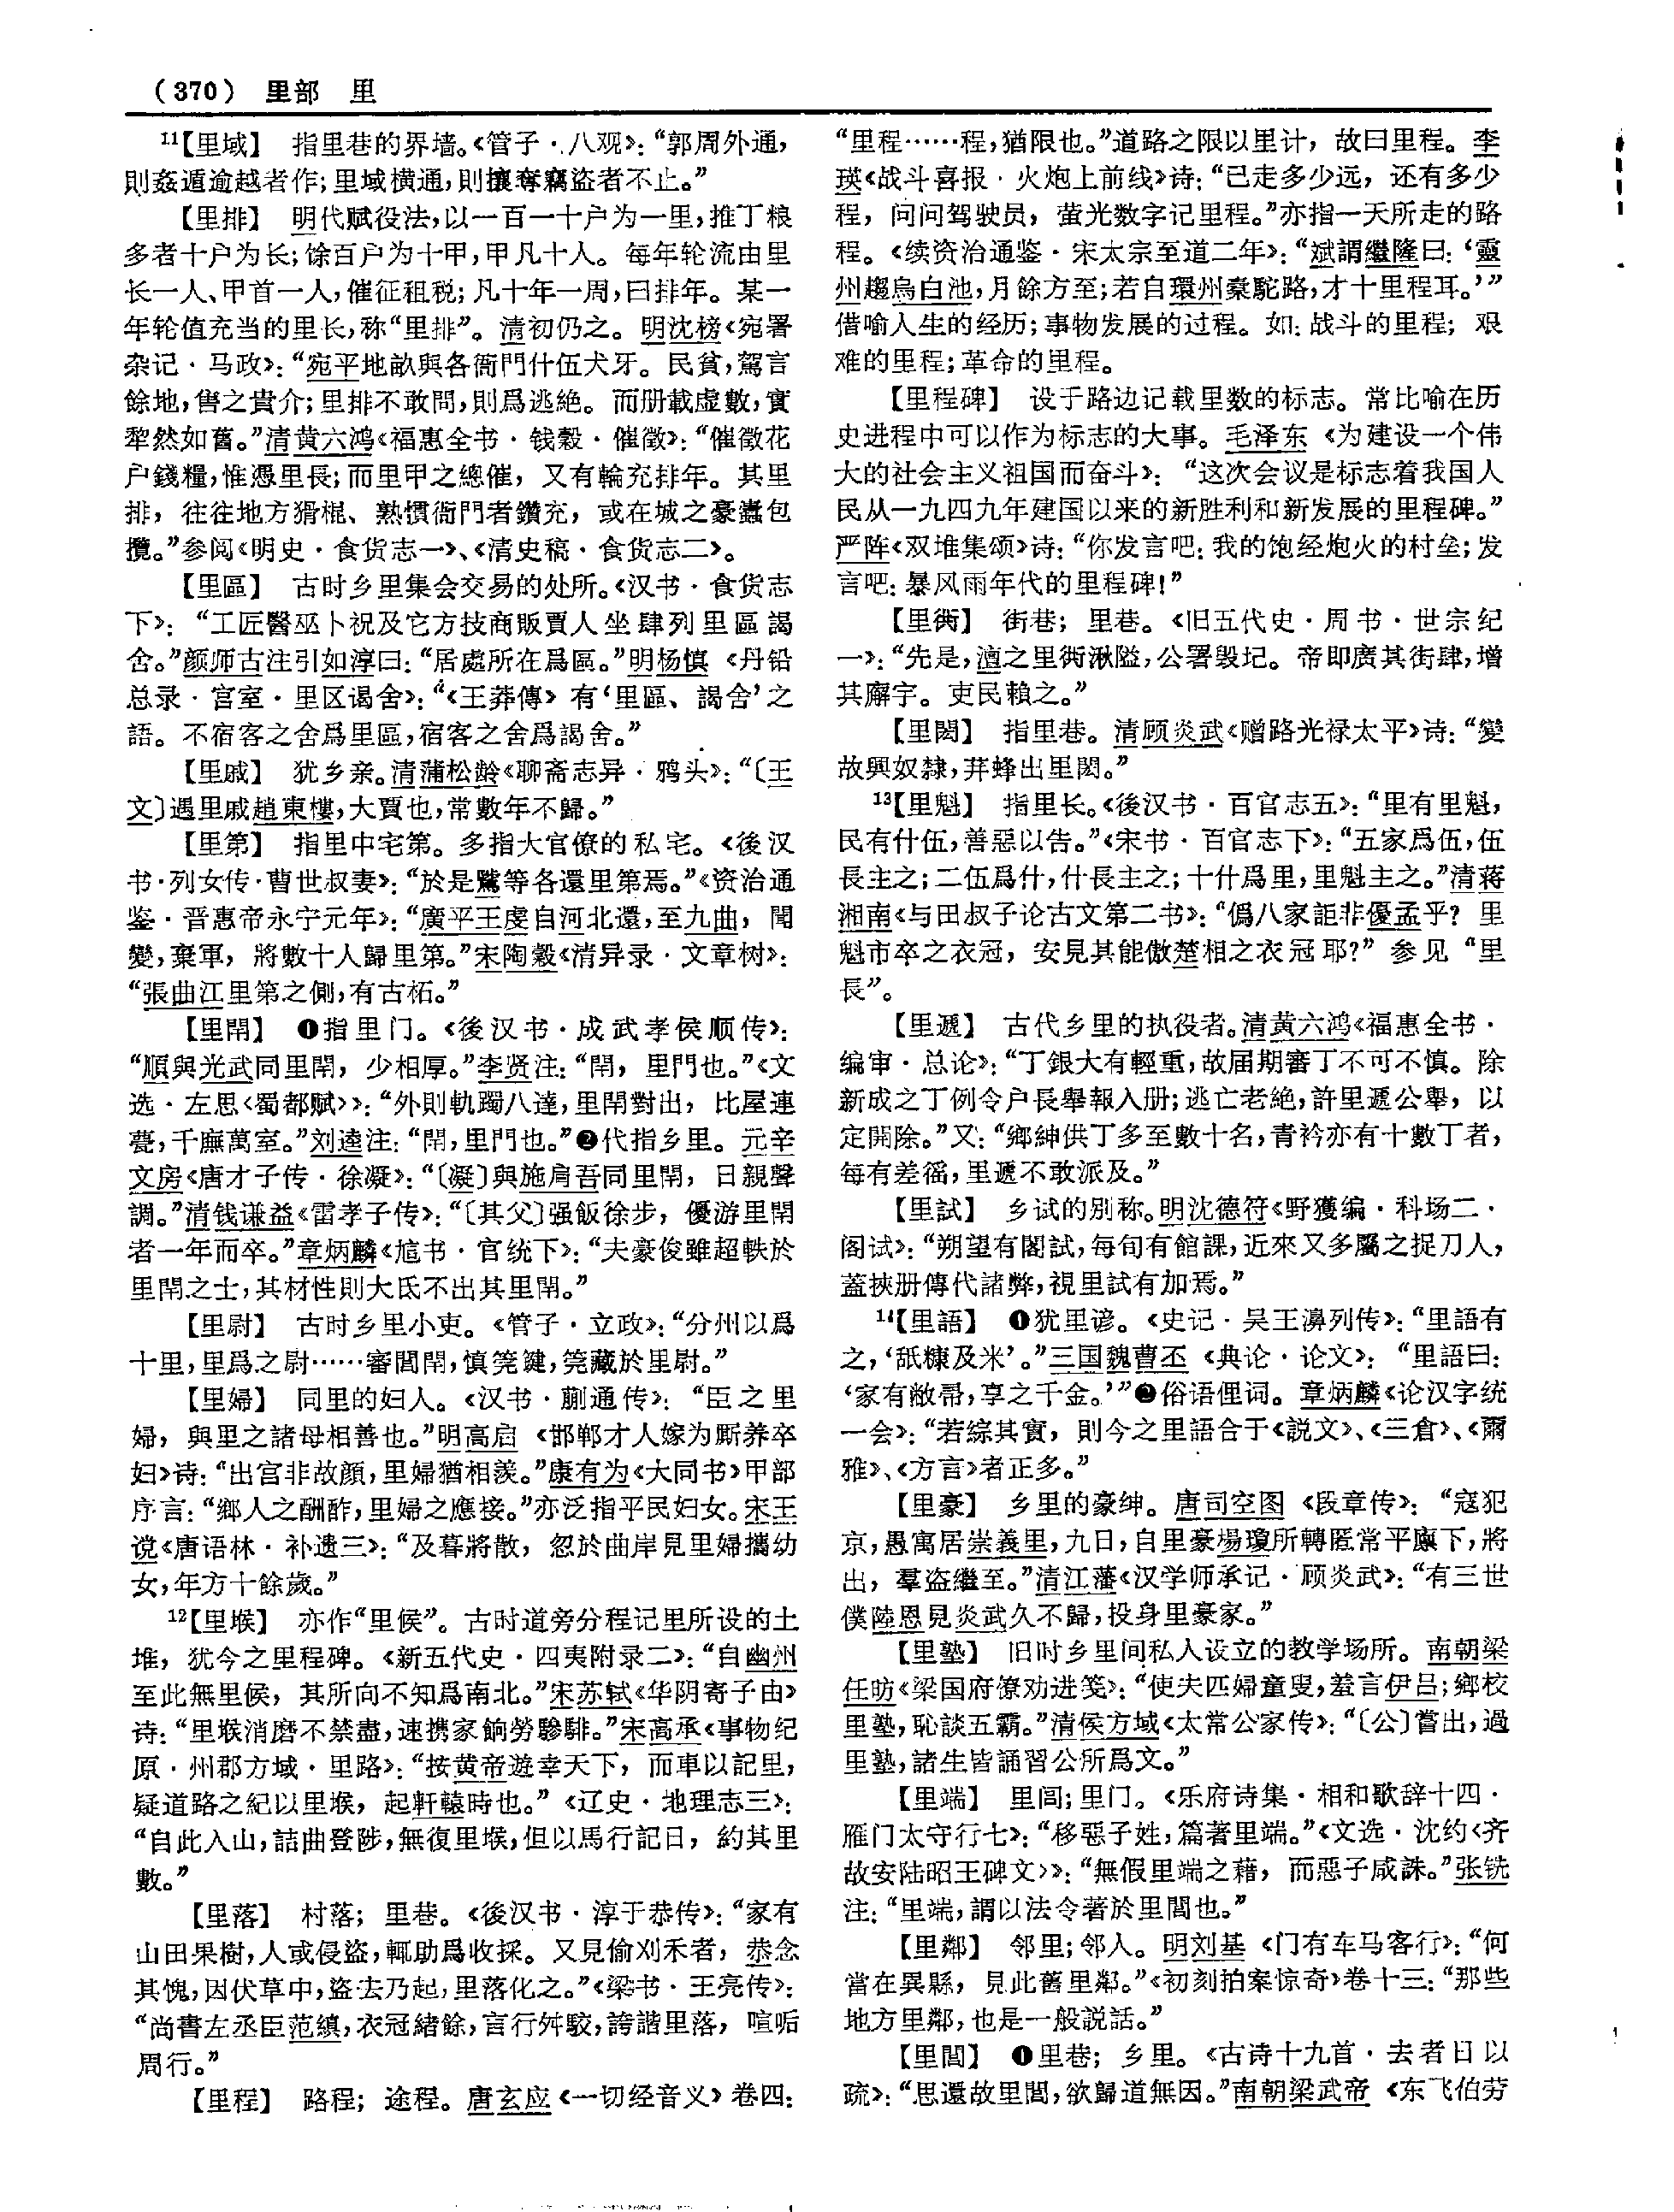 （370） 里部 里
11【里域】 指里巷的界墙。《管子·八观》：“郭周外通，
則姦遁逾越者作；里域横通，則攘奪竊盜者不止。”
【里排】 明代赋役法，以一百一十户为一里，推丁粮
多者十户为长；馀百户为十甲，甲凡十人。每年轮流由里
长一人、甲首一人，催征租税；凡十年一周，曰排年。某一
年轮值充当的里长，称“里排”。清初仍之。明沈榜《宛署
杂记·马政》：“宛平地畝與各衙門什伍犬牙。民貧，駕言
餘地，售之貴介；里排不敢問，則爲逃絶。而册載虚數，實
犂然如舊。”清黄六鸿《福惠全书·钱穀·催徵》：“催徵花
户錢糧，惟憑里長；而里甲之總催，又有輪充排年。其里
排，往往地方猾棍、熟慣衙門者鑽充，或在城之豪蠹包
攬。”参阅《明史·食货志一》、《清史稿·食货志二》。
【里區】 古时乡里集会交易的处所。《汉书·食货志
下》：“工匠醫巫卜祝及它方技商販賈人坐肆列里區謁
舍。”颜师古注引如淳曰：“居處所在爲區。”明杨慎《丹铅
总录·宫室·里区谒舍》：“《王莽傳》有‘里區、謁舍’之
語。不宿客之舍爲里區，宿客之舍爲謁舍。”
【里戚】 犹乡亲。清蒲松龄《聊斋志异·鸦头》：“〔王
文〕遇里戚趙東樓，大賈也，常數年不歸。”
【里第】 指里中宅第。多指大官僚的私宅。《後汉
书·列女传·曹世叔妻》：“於是騭等各還里第焉。”《资治通
鉴·晋惠帝永宁元年》：“廣平王虔自河北還，至九曲，聞
變，棄軍，將數十人歸里第。”宋陶穀《清异录·文章树》：
“張曲江里第之側，有古柘。”
【里閈】 ❶指里门。《後汉书·成武孝侯顺传》：
“順與光武同里閈，少相厚。”李贤注：“閈，里門也。”《文
选·左思〈蜀都赋〉》：“外則軌躅八達，里閈對出，比屋連
甍，千廡萬室。”刘逵注：“閈，里門也。”❷代指乡里。元辛
文房《唐才子传·徐凝》：“〔凝〕與施肩吾同里閈，日親聲
調。”清钱谦益《雷孝子传》：“〔其父〕强飯徐步，優游里閈
者一年而卒。”章炳麟《訄书·官统下》：“夫豪俊雖超軼於
里閈之士，其材性則大氐不出其里閈。”
【里尉】 古时乡里小吏。《管子·立政》：“分州以爲
十里，里爲之尉……審閭閈，慎筦鍵，筦藏於里尉。”
【里婦】 同里的妇人。《汉书·蒯通传》：“臣之里
婦，與里之諸母相善也。”明高启《邯郸才人嫁为厮养卒
妇》诗：“出宫非故顔，里婦猶相羨。”康有为《大同书》甲部
序言：“鄉人之酬酢，里婦之應接。”亦泛指平民妇女。宋王
谠《唐语林·补遗三》：“及暮將散，忽於曲岸見里婦攜幼
女，年方十餘歲。”
12【里堠】 亦作“里候”。古时道旁分程记里所设的土
堆，犹今之里程碑。《新五代史·四夷附录二》：“自幽州
至此無里候，其所向不知爲南北。”宋苏轼《华阴寄子由》
诗：“里堠消磨不禁盡，速携家餉勞驂騑。”宋高承《事物纪
原·州郡方域·里路》：“按黄帝遊幸天下，而車以記里，
疑道路之紀以里堠，起軒轅時也。”《辽史·地理志三》：
“自此入山，詰曲登陟，無復里堠，但以馬行記日，約其里
數。”
【里落】 村落；里巷。《後汉书·淳于恭传》：“家有
山田果樹，人或侵盜，輒助爲收採。又見偷刈禾者，恭念
其愧，因伏草中，盜去乃起，里落化之。”《梁书·王亮传》：
“尚書左丞臣范縝，衣冠緒餘，言行舛駮，誇諧里落，喧詬
周行。”
【里程】 路程；途程。唐玄应《一切经音义》卷四：
“里程……程，猶限也。”道路之限以里计，故曰里程。李
瑛《战斗喜报·火炮上前线》诗：“已走多少远，还有多少
程，问问驾驶员，萤光数字记里程。”亦指一天所走的路
程。《续资治通鉴·宋太宗至道二年》：“斌謂繼隆曰：‘靈
州趨烏白池，月餘方至；若自環州橐駝路，才十里程耳。’”
借喻人生的经历；事物发展的过程。如：战斗的里程；艰
难的里程；革命的里程。
【里程碑】 设于路边记载里数的标志。常比喻在历
史进程中可以作为标志的大事。毛泽东《为建设一个伟
大的社会主义祖国而奋斗》：“这次会议是标志着我国人
民从一九四九年建国以来的新胜利和新发展的里程碑。”
严阵《双堆集颂》诗：“你发言吧：我的饱经炮火的村垒；发
言吧：暴风雨年代的里程碑！”
【里衖】 街巷；里巷。《旧五代史·周书·世宗纪
一》：“先是，澶之里衖湫隘，公署毁圮。帝即廣其街肆，增
其廨宇。吏民賴之。”
【里閎】 指里巷。清顾炎武《赠路光禄太平》诗：“變
故興奴隸，荓蜂出里閎。”
13【里魁】 指里长。《後汉书·百官志五》：“里有里魁，
民有什伍，善惡以告。”《宋书·百官志下》：“五家爲伍，伍
長主之；二伍爲什，什長主之；十什爲里，里魁主之。”清蒋
湘南《与田叔子论古文第二书》：“僞八家詎非優孟乎？里
魁市卒之衣冠，安見其能傲楚相之衣冠耶？”参见“里
長”。
【里遞】 古代乡里的执役者。清黄六鸿《福惠全书·
编审·总论》：“丁銀大有輕重，故届期審丁不可不慎。除
新成之丁例令户長舉報入册；逃亡老絶，許里遞公舉，以
定開除。”又：“鄉紳供丁多至數十名，青衿亦有十數丁者，
每有差徭，里遞不敢派及。”
【里試】 乡试的别称。明沈德符《野獲编·科场二·
阁试》：“朔望有閣試，每旬有館課，近來又多屬之捉刀人，
蓋挾册傳代諸弊，視里試有加焉。”
14【里語】 ❶犹里谚。《史记·吴王濞列传》：“里語有
之，‘舐糠及米’。”三国魏曹丕《典论·论文》：“里語曰：
‘家有敝帚，享之千金。’”❷俗语俚词。章炳麟《论汉字统
一会》：“若綜其實，則今之里語合于《説文》、《三倉》、《爾
雅》、《方言》者正多。”
【里豪】 乡里的豪绅。唐司空图《段章传》：“寇犯
京，愚寓居崇義里，九日，自里豪楊瓊所轉匿常平廩下，將
出，羣盜繼至。”清江藩《汉学师承记·顾炎武》：“有三世
僕陸恩見炎武久不歸，投身里豪家。”
【里塾】 旧时乡里间私人设立的教学场所。南朝梁
任昉《梁国府僚劝进笺》：“使夫匹婦童叟，羞言伊吕；鄉校
里塾，恥談五霸。”清侯方域《太常公家传》：“〔公〕嘗出，過
里塾，諸生皆誦習公所爲文。”
【里端】 里闾；里门。《乐府诗集·相和歌辞十四·
雁门太守行七》：“移惡子姓，篇著里端。”《文选·沈约〈齐
故安陆昭王碑文〉》：“無假里端之藉，而惡子咸誅。”张铣
注：“里端，謂以法令著於里閭也。”
【里鄰】 邻里；邻人。明刘基《门有车马客行》：“何
當在異縣，見此舊里鄰。”《初刻拍案惊奇》卷十三：“那些
地方里鄰，也是一般説話。”
【里閭】 ❶里巷；乡里。《古诗十九首·去者日以
疏》：“思還故里閭，欲歸道無因。”南朝梁武帝《东飞伯劳